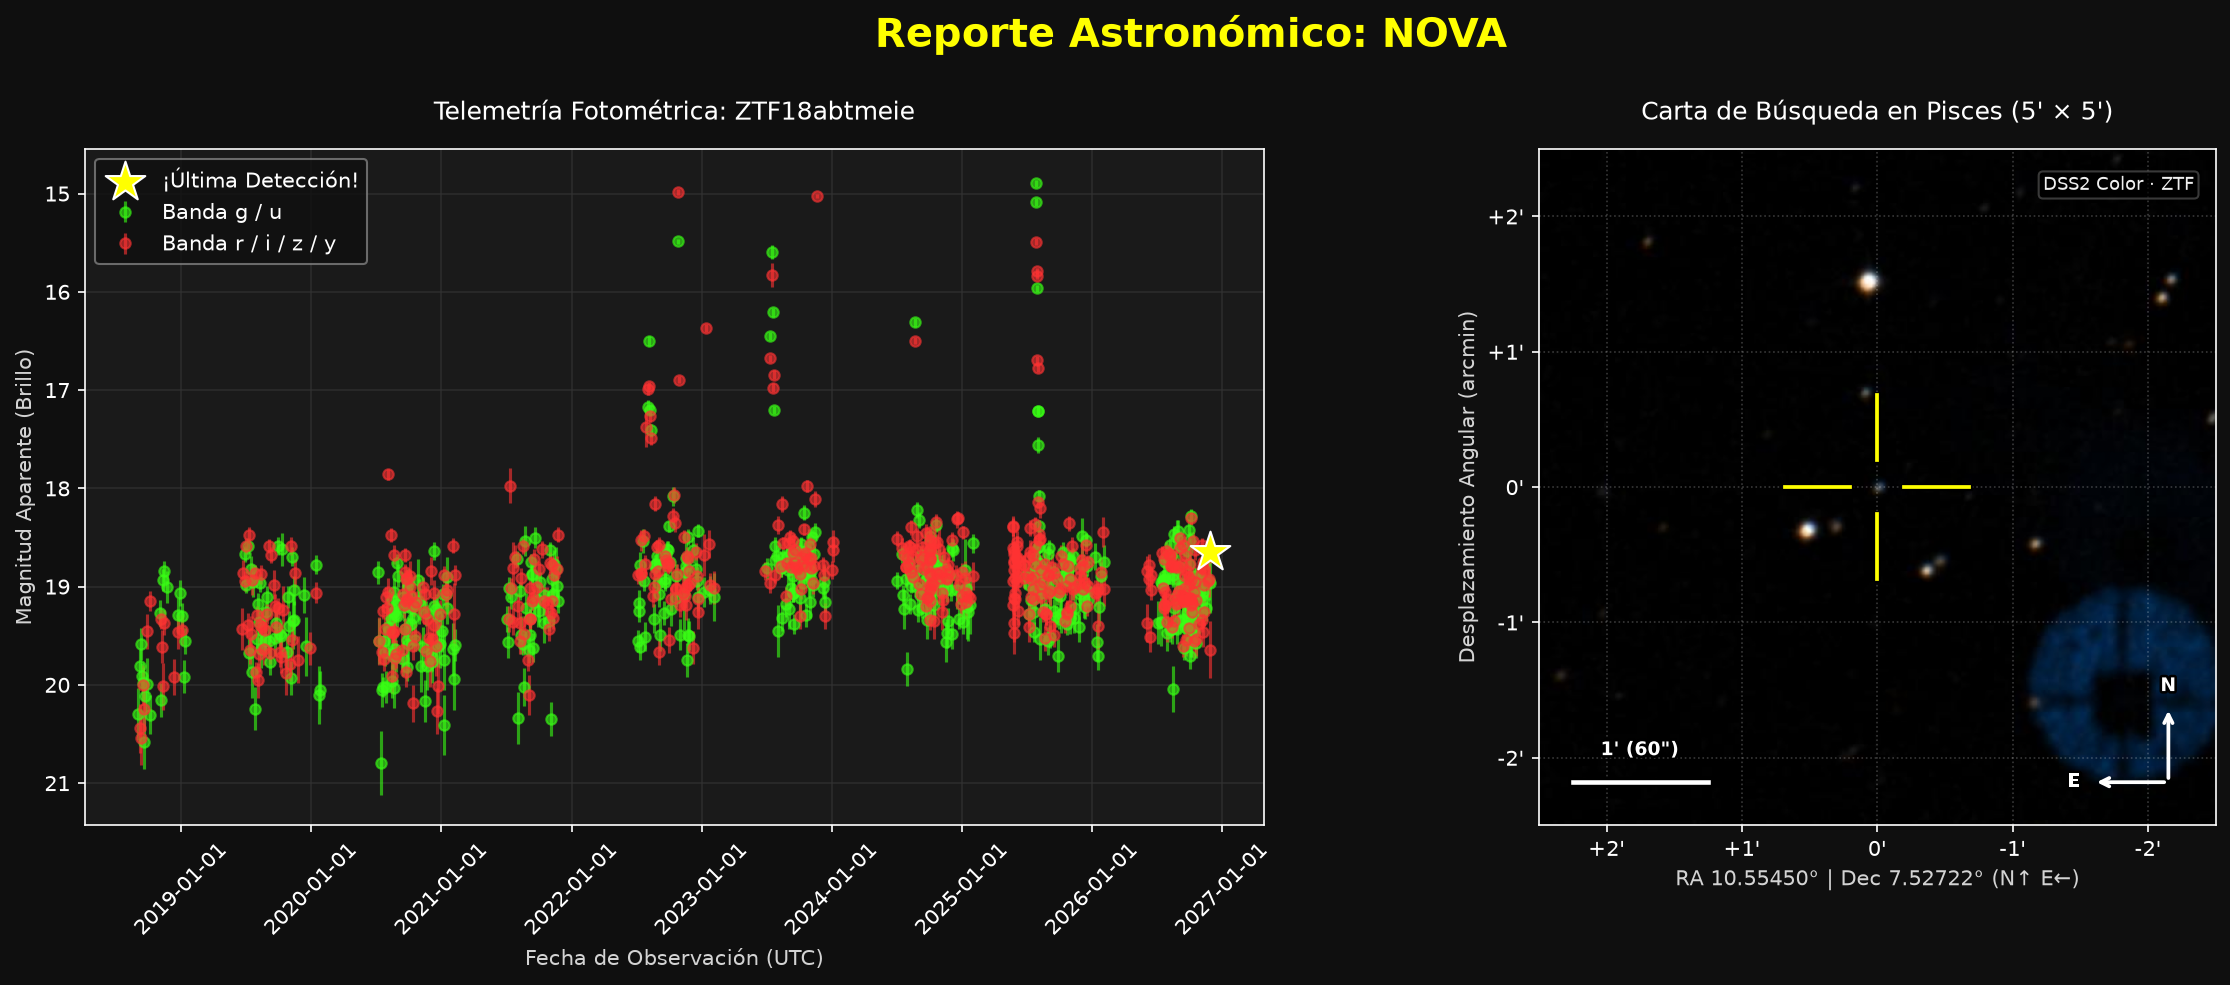 Reporte Astronómico: NOVA
Telemetría Fotométrica: ZTF18abtmeie
¡Última Detección!
Banda g / u
Banda r / i / z / y
Magnitud Aparente (Brillo)
15
16
17
18
19
20
21
2019-01-01
2020-01-01
2021-01-01
2022-01-01
2023-01-01
2024-01-01
2025-01-01
2026-01-01
2027-01-01
Fecha de Observación (UTC)
Carta de Búsqueda en Pisces (5' × 5')
DSS2 Color · ZTF
Desplazamiento Angular (arcmin)
+2'
+1'
0'
-1'
-2'
N
E
1' (60")
+2'
+1'
0'
-1'
-2'
RA 10.55450° | Dec 7.52722° (N↑ E←)